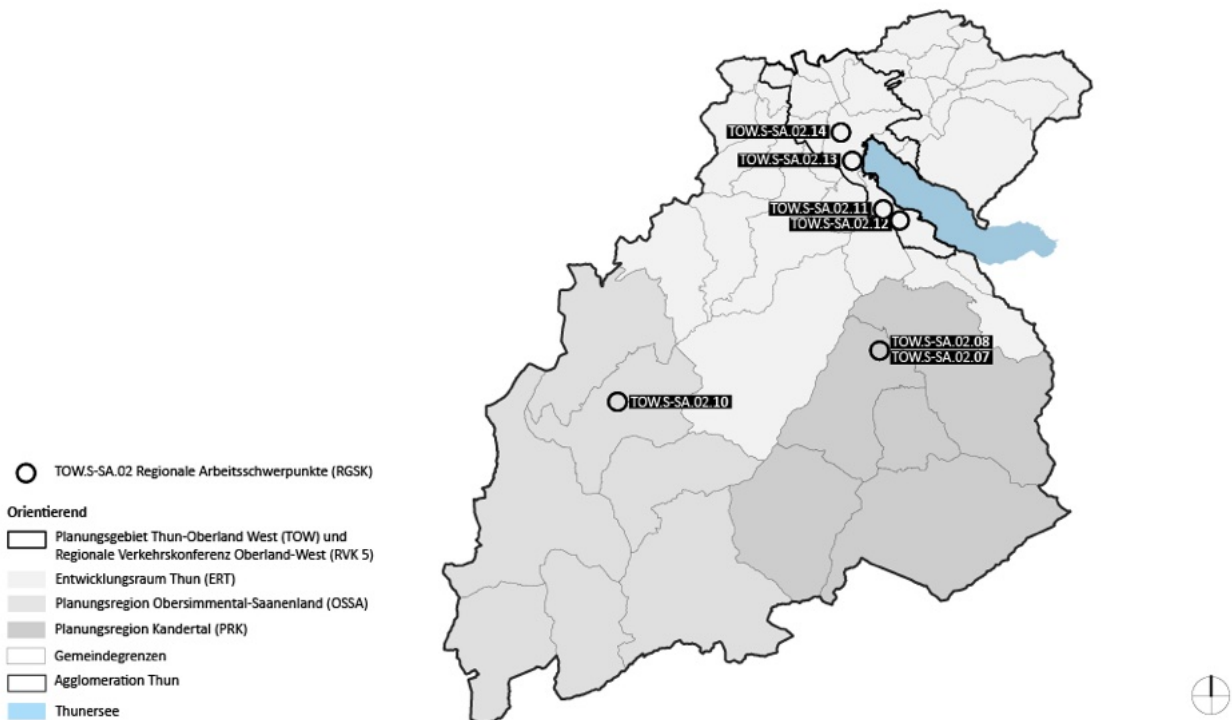 TOW.S-SA.02.14
TOW.S-SA.02.13
TOW.S-SA.02.11
TOW.S-SA.02.12
TOW.S-SA.02.08
TOW.S-SA.02.07
TOW.S-SA.02.10
TOW.S-SA.02 Regionale Arbeitsschwerpunkte (RGSK)
Orientierend
Planungsgebiet Thun-Oberland West (TOW) und
Regionale Verkehrskonferenz Oberland-West (RVK 5)
Entwicklungsraum Thun (ERT)
Planungsregion Obersimmental-Saanenland (OSSA)
Planungsregion Kandertal (PRK)
Gemeindegrenzen
Agglomeration Thun
Thunersee